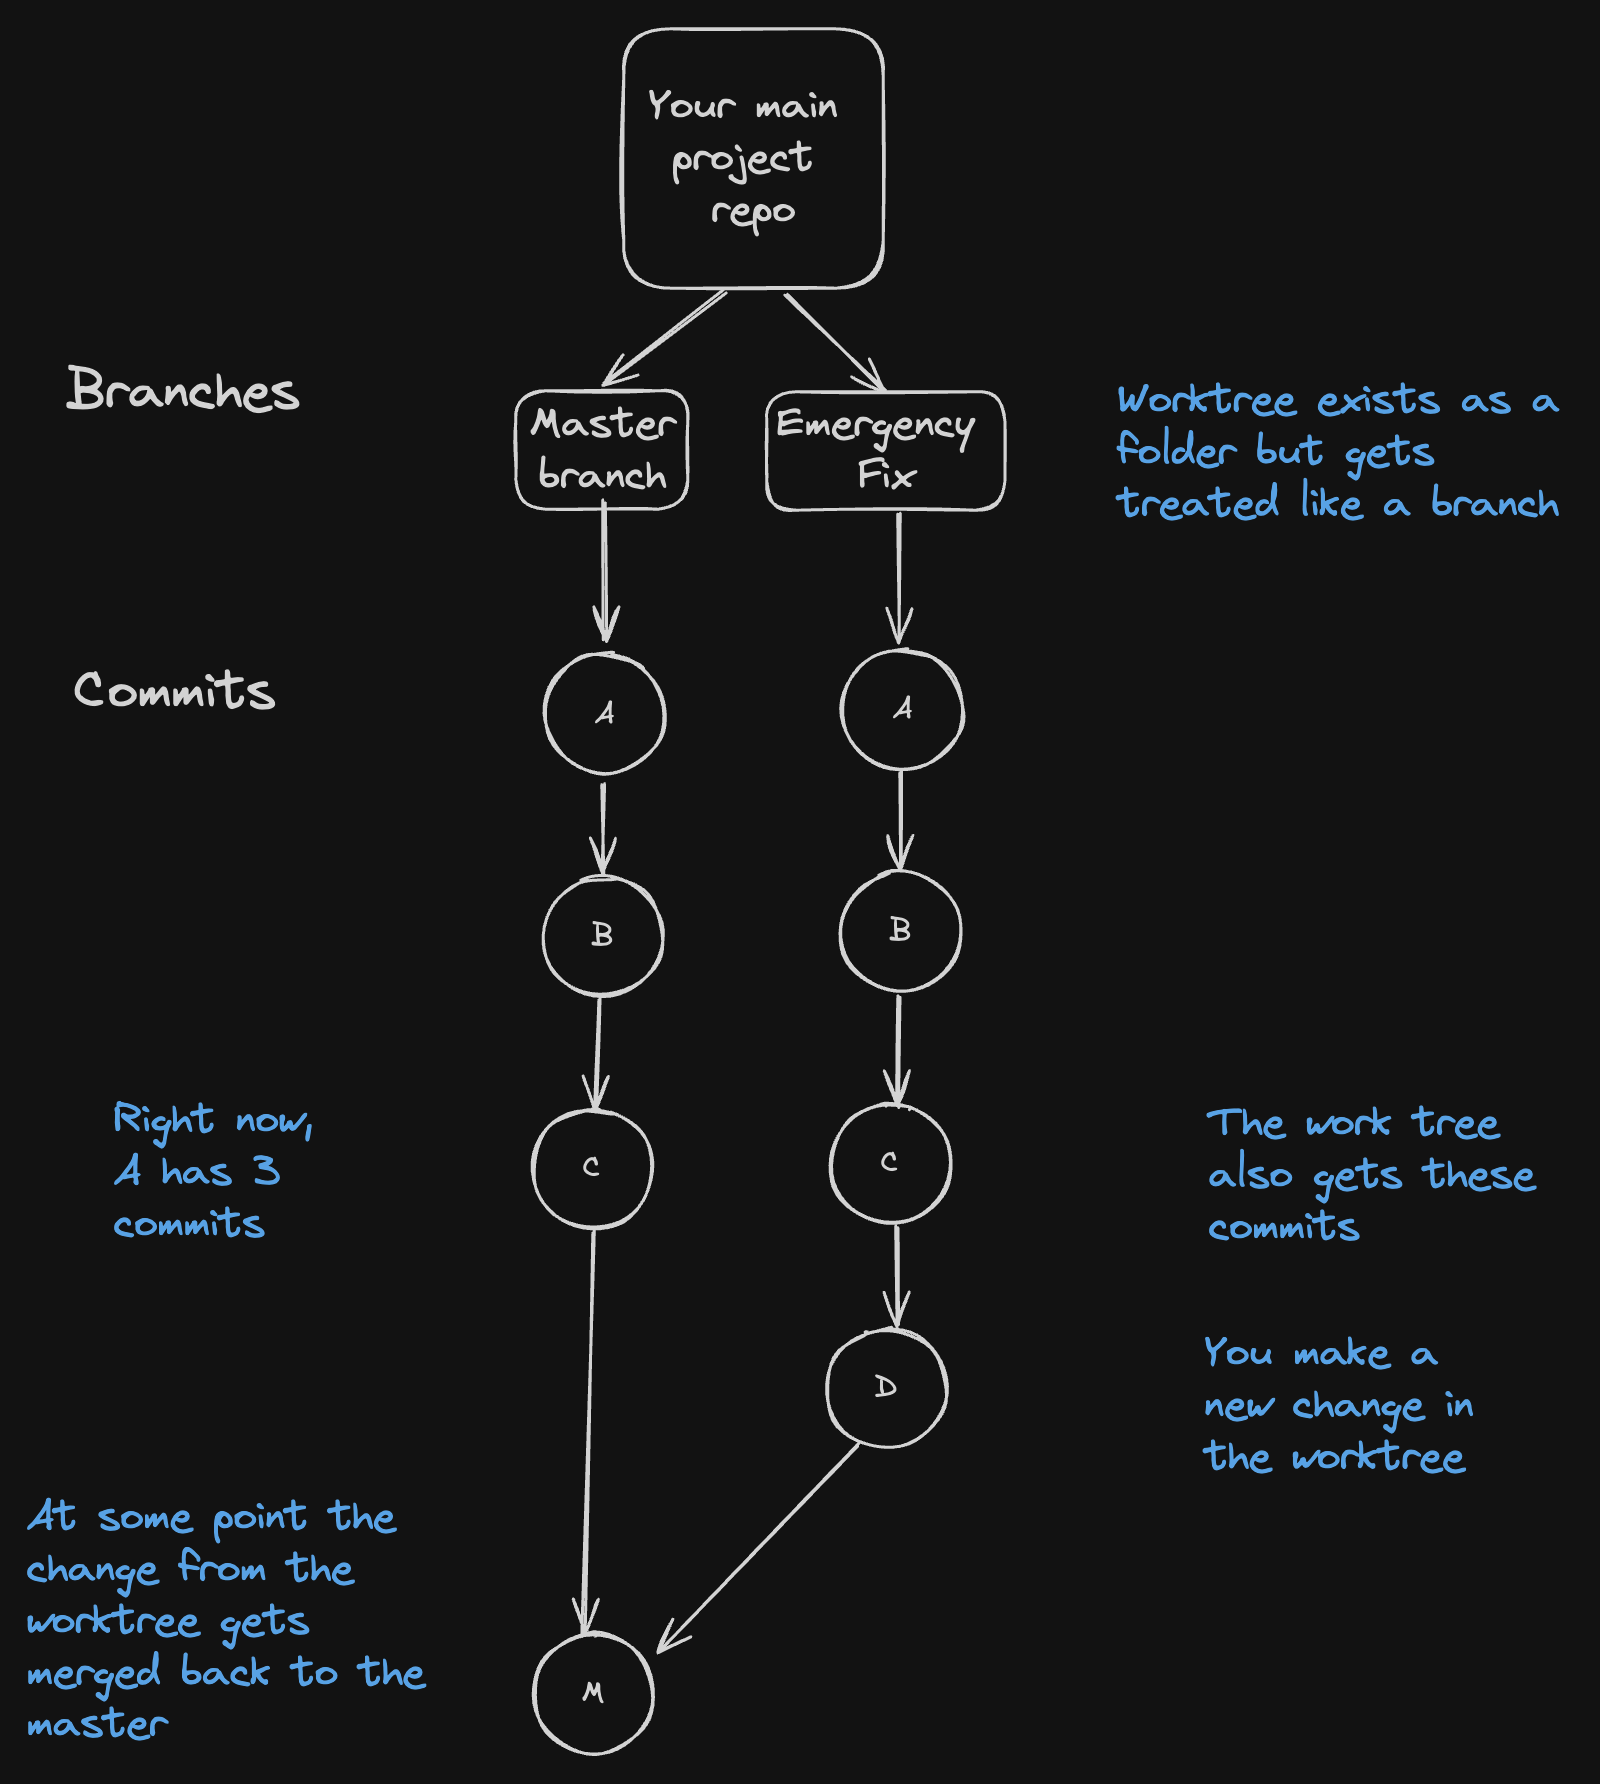 Your main
project
repo
Branches
Master
branch
Emergency
Fix
Worktree exists as a
folder but gets
treated like a branch
Commits
A
A
B
B
Right now,
A has 3
commits
C
C
The work tree
also gets these
commits
D
You make a
new change in
the worktree
At some point the
change from the
worktree gets
merged back to the
master
M